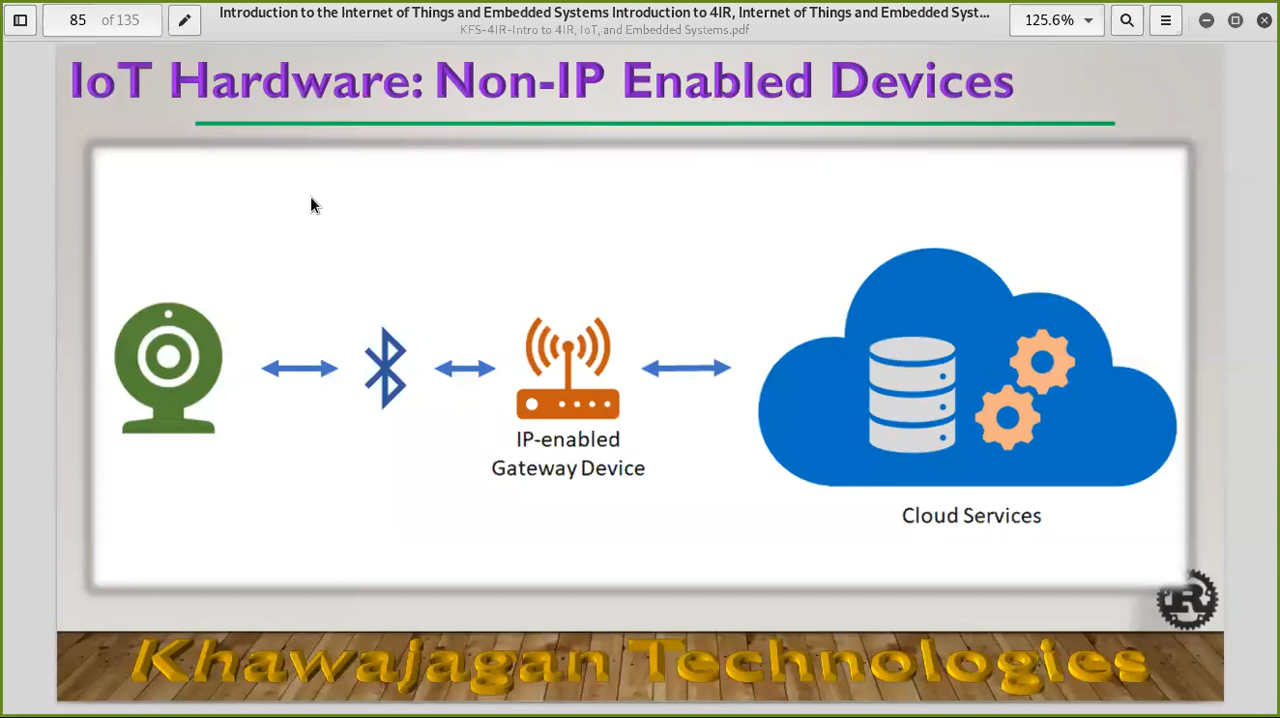 85 of 135
Introduction to the Internet of Things and Embedded Systems Introduction to 4IR, Internet of Things and Embedded Syst...
KFS-4IR-Intro to 4IR, IoT, and Embedded Systems.pdf
125.6%
IoT Hardware: Non-IP Enabled Devices
IP-enabled
Gateway Device
Cloud Services
R
Khawajagan Technologies